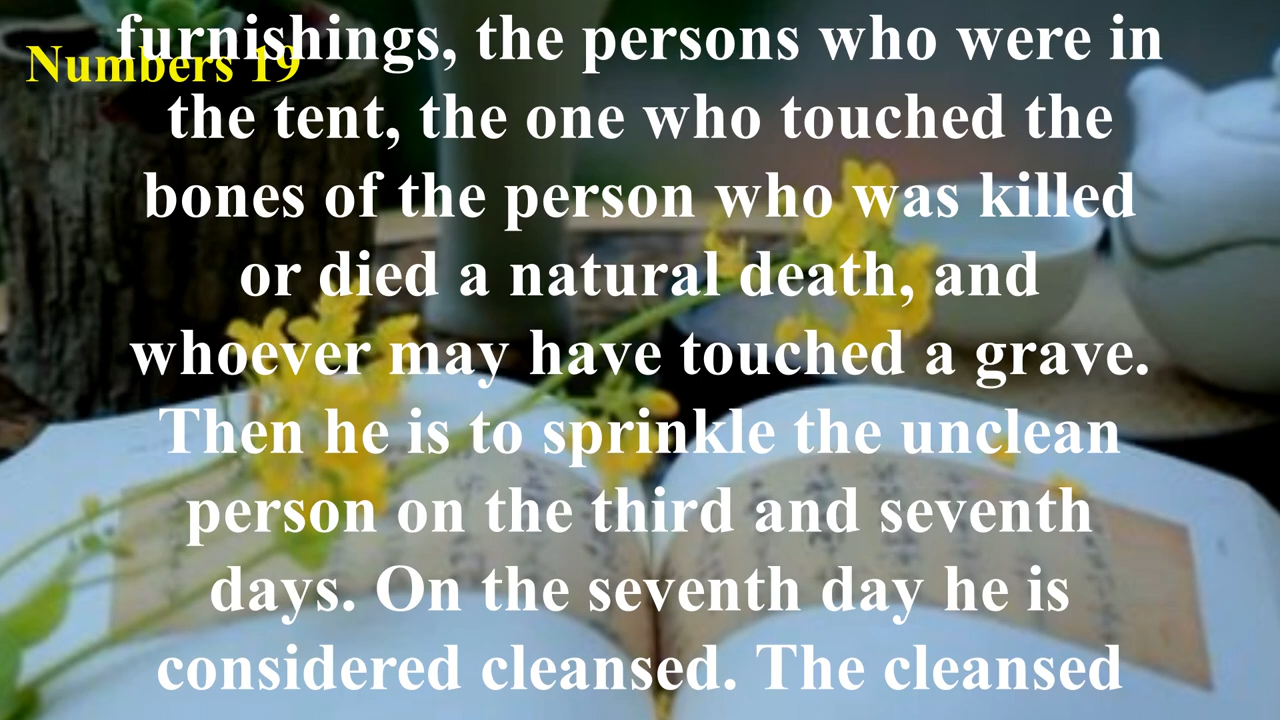 Numbers 19
furnishings, the persons who were in
the tent, the one who touched the
bones of the person who was killed
or died a natural death, and
whoever may have touched a grave.
Then he is to sprinkle the unclean
person on the third and seventh
days. On the seventh day he is
considered cleansed. The cleansed